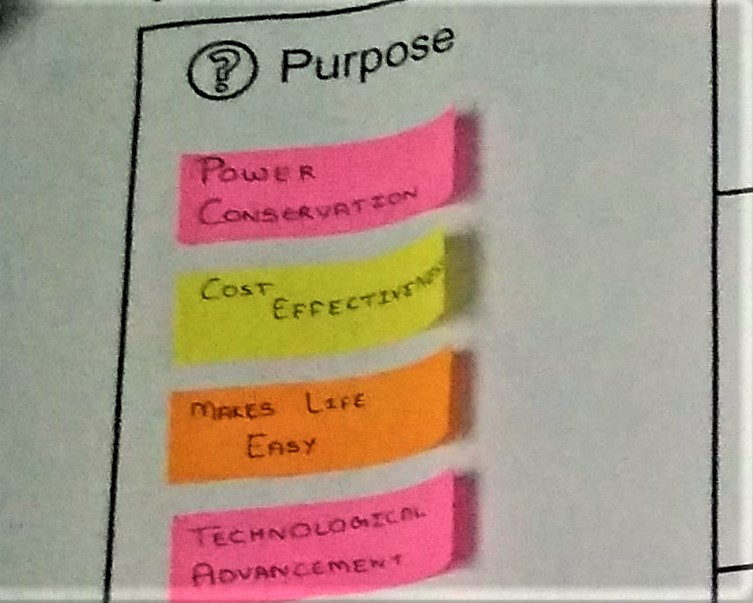 Purpose
POWER
CONSERVATION
COST
EFFECTIVENESS
MAKES LIFE
EASY
TECHNOLOGICAL
ADVANCEMENT